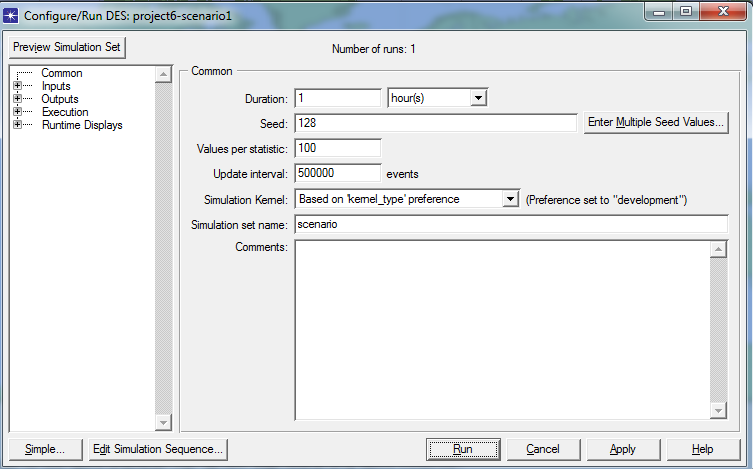 Configure/Run DES: project6-scenario1
Preview Simulation Set
Number of runs: 1
Common
Inputs
Outputs
Execution
Runtime Displays
Common
Duration: 1 hour(s)
Seed: 128 Enter Multiple Seed Values...
Values per statistic: 100
Update interval: 500000 events
Simulation Kernel: Based on 'kernel_type' preference (Preference set to "development")
Simulation set name: scenario
Comments:
Simple... Edit Simulation Sequence... Run Cancel Apply Help